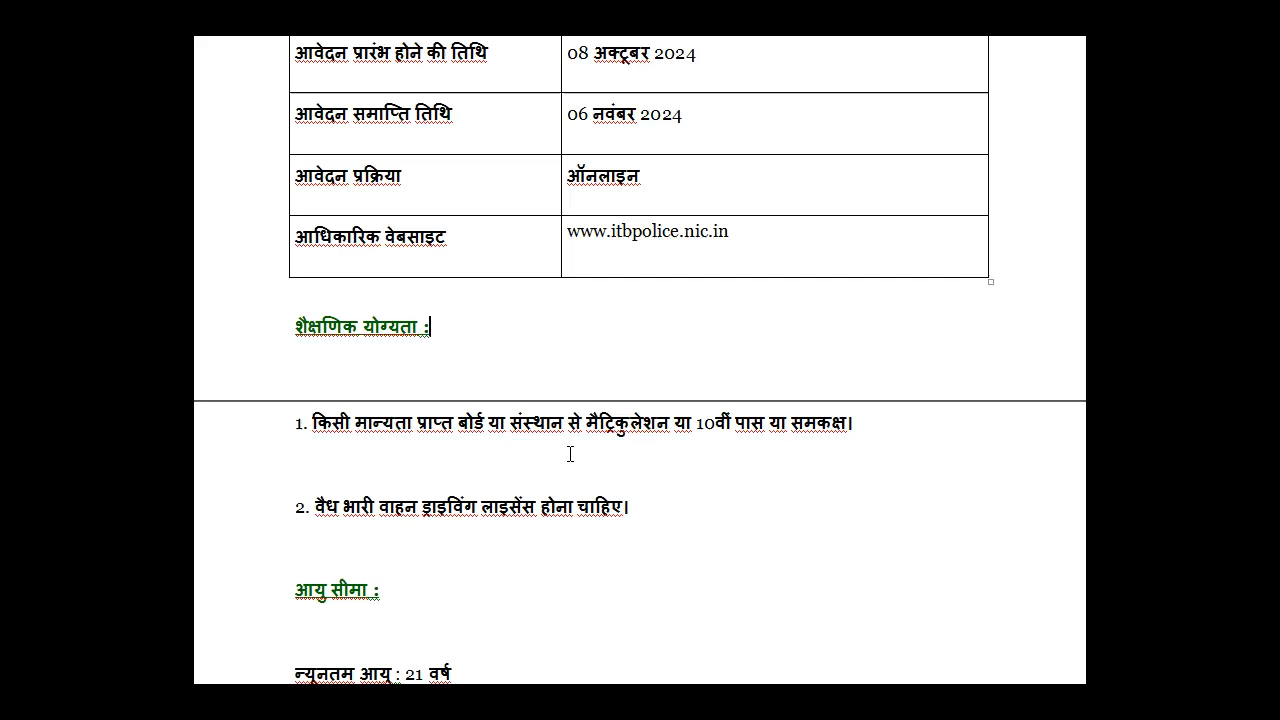 आवेदन प्रारंभ होने की तिथि 08 अक्टूबर 2024
आवेदन समाप्ति तिथि 06 नवंबर 2024
आवेदन प्रक्रिया ऑनलाइन
आधिकारिक वेबसाइट www.itbpolice.nic.in
शैक्षणिक योग्यता :
1. किसी मान्यता प्राप्त बोर्ड या संस्थान से मैट्रिकुलेशन या 10वीं पास या समकक्ष।
2. वैध भारी वाहन ड्राइविंग लाइसेंस होना चाहिए।
आयु सीमा :
न्यूनतम आयु : 21 वर्ष